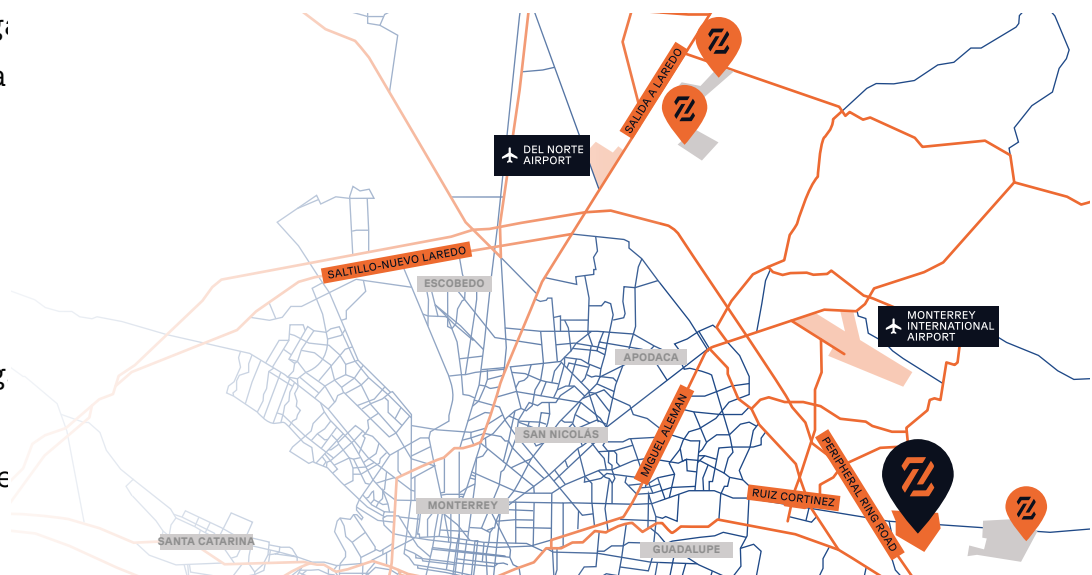 a
SALIDA A LAREDO
DEL NORTE
AIRPORT
SALTILLO-NUEVO LAREDO
ESCOBEDO
MONTERREY
INTERNATIONAL
AIRPORT
APODACA
MIGUEL ALEMAN
SAN NICOLÁS
PERIPHERAL RING ROAD
RUIZ CORTINEZ
MONTERREY
SANTA CATARINA
GUADALUPE